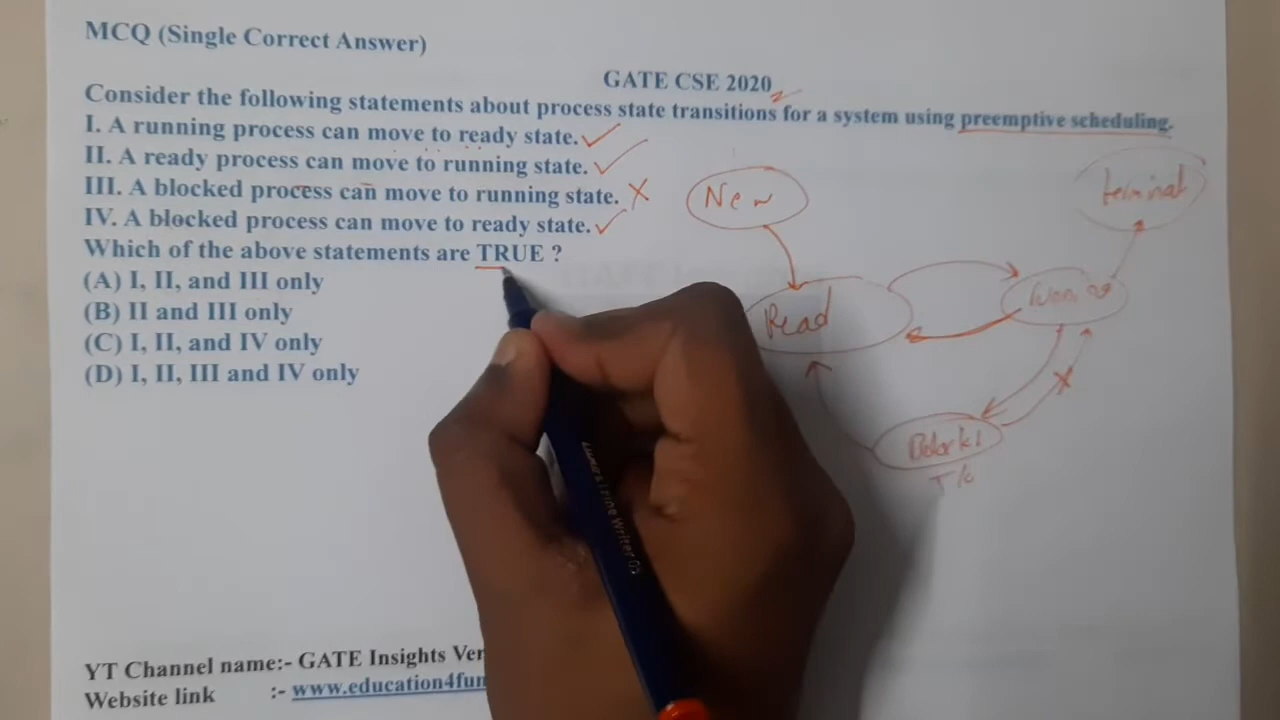 MCQ (Single Correct Answer)
GATE CSE 2020
Consider the following statements about process state transitions for a system using preemptive scheduling.
I. A running process can move to ready state.
II. A ready process can move to running state.
III. A blocked process can move to running state.
IV. A blocked process can move to ready state.
Which of the above statements are TRUE ?
(A) I, II, and III only
(B) II and III only
(C) I, II, and IV only
(D) I, II, III and IV only
New
Read
I/o
YT Channel name:- GATE Insights Ver
Website link :- www.education4fun